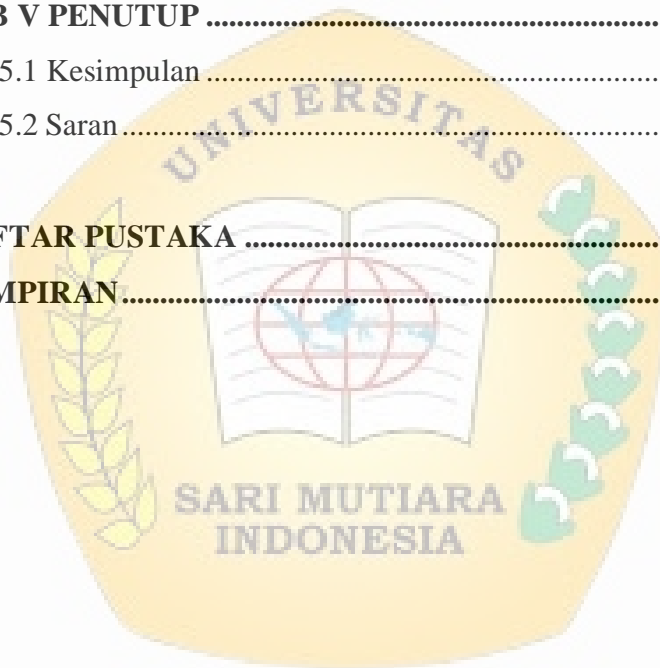 B V PENUTUP ..........................................................
5.1 Kesimpulan ..........................................................
5.2 Saran ..........................................................
FTAR PUSTAKA ..........................................................
MPIRAN ..........................................................
UNIVERSITAS
SARI MUTIARA
INDONESIA